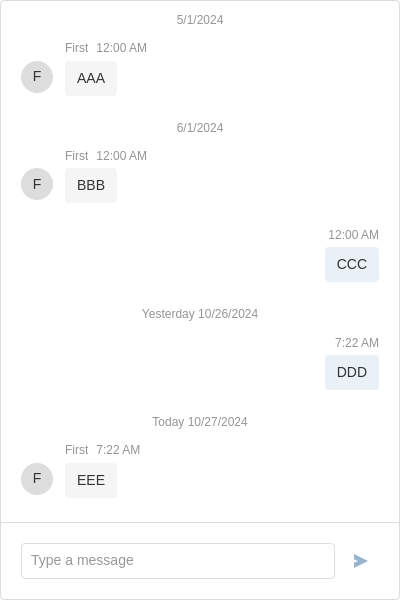 5/1/2024
First 12:00 AM
F
AAA
6/1/2024
First 12:00 AM
F
BBB
12:00 AM
CCC
Yesterday 10/26/2024
7:22 AM
DDD
Today 10/27/2024
First 7:22 AM
F
EEE
Type a message